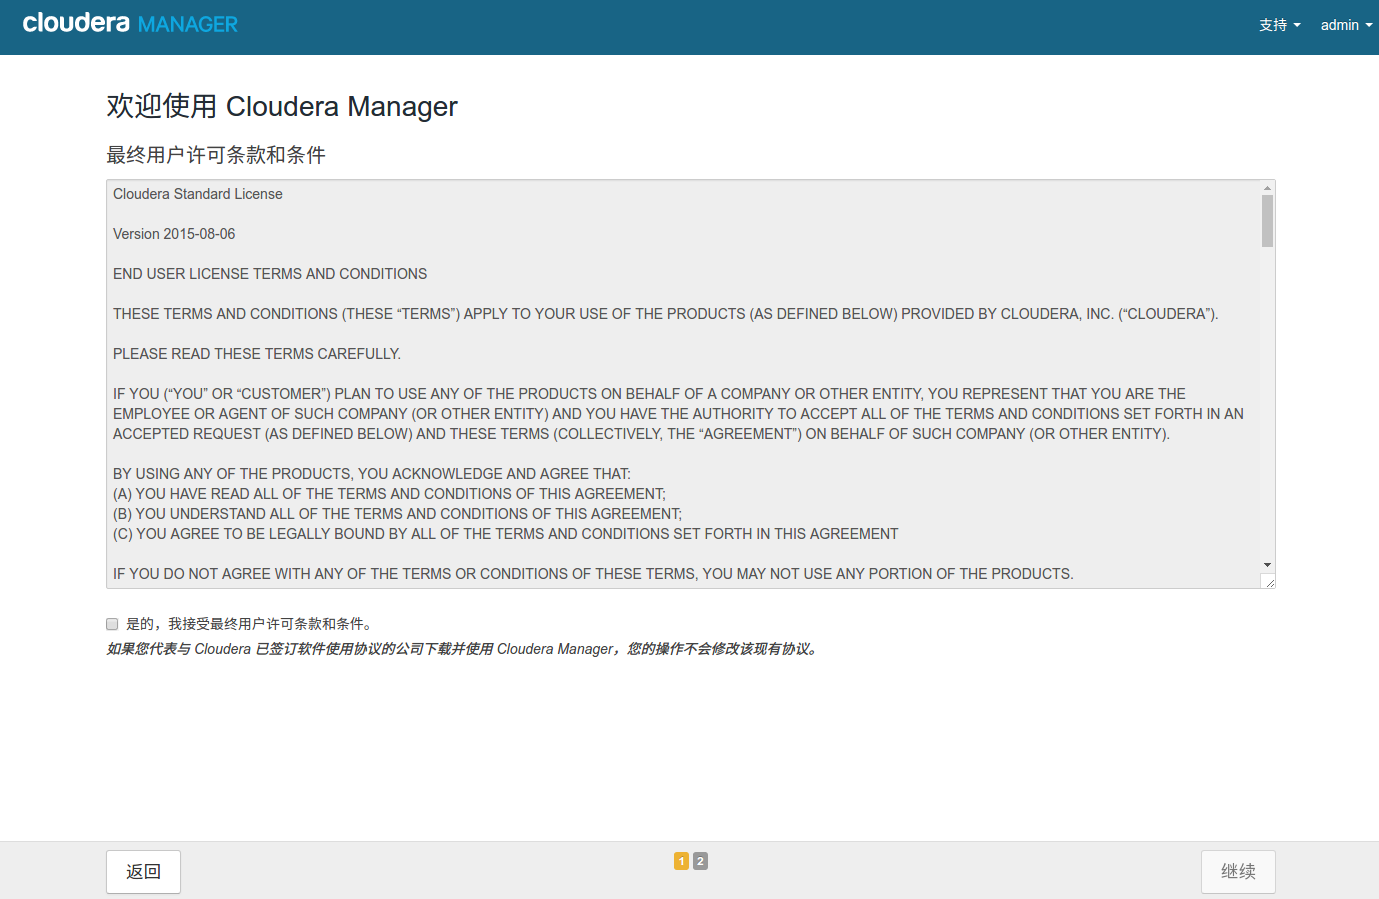 cloudera MANAGER
支持
admin
欢迎使用 Cloudera Manager
最终用户许可条款和条件
Cloudera Standard License
Version 2015-08-06
END USER LICENSE TERMS AND CONDITIONS
THESE TERMS AND CONDITIONS (THESE “TERMS”) APPLY TO YOUR USE OF THE PRODUCTS (AS DEFINED BELOW) PROVIDED BY CLOUDERA, INC. (“CLOUDERA”).
PLEASE READ THESE TERMS CAREFULLY.
IF YOU (“YOU” OR “CUSTOMER”) PLAN TO USE ANY OF THE PRODUCTS ON BEHALF OF A COMPANY OR OTHER ENTITY, YOU REPRESENT THAT YOU ARE THE
EMPLOYEE OR AGENT OF SUCH COMPANY (OR OTHER ENTITY) AND YOU HAVE THE AUTHORITY TO ACCEPT ALL OF THE TERMS AND CONDITIONS SET FORTH IN AN
ACCEPTED REQUEST (AS DEFINED BELOW) AND THESE TERMS (COLLECTIVELY, THE “AGREEMENT”) ON BEHALF OF SUCH COMPANY (OR OTHER ENTITY).
BY USING ANY OF THE PRODUCTS, YOU ACKNOWLEDGE AND AGREE THAT:
(A) YOU HAVE READ ALL OF THE TERMS AND CONDITIONS OF THIS AGREEMENT;
(B) YOU UNDERSTAND ALL OF THE TERMS AND CONDITIONS OF THIS AGREEMENT;
(C) YOU AGREE TO BE LEGALLY BOUND BY ALL OF THE TERMS AND CONDITIONS SET FORTH IN THIS AGREEMENT
IF YOU DO NOT AGREE WITH ANY OF THE TERMS OR CONDITIONS OF THESE TERMS, YOU MAY NOT USE ANY PORTION OF THE PRODUCTS.
是的，我接受最终用户许可条款和条件。
如果您代表与 Cloudera 已签订软件使用协议的公司下载并使用 Cloudera Manager，您的操作不会修改该现有协议。
返回
1 2
继续